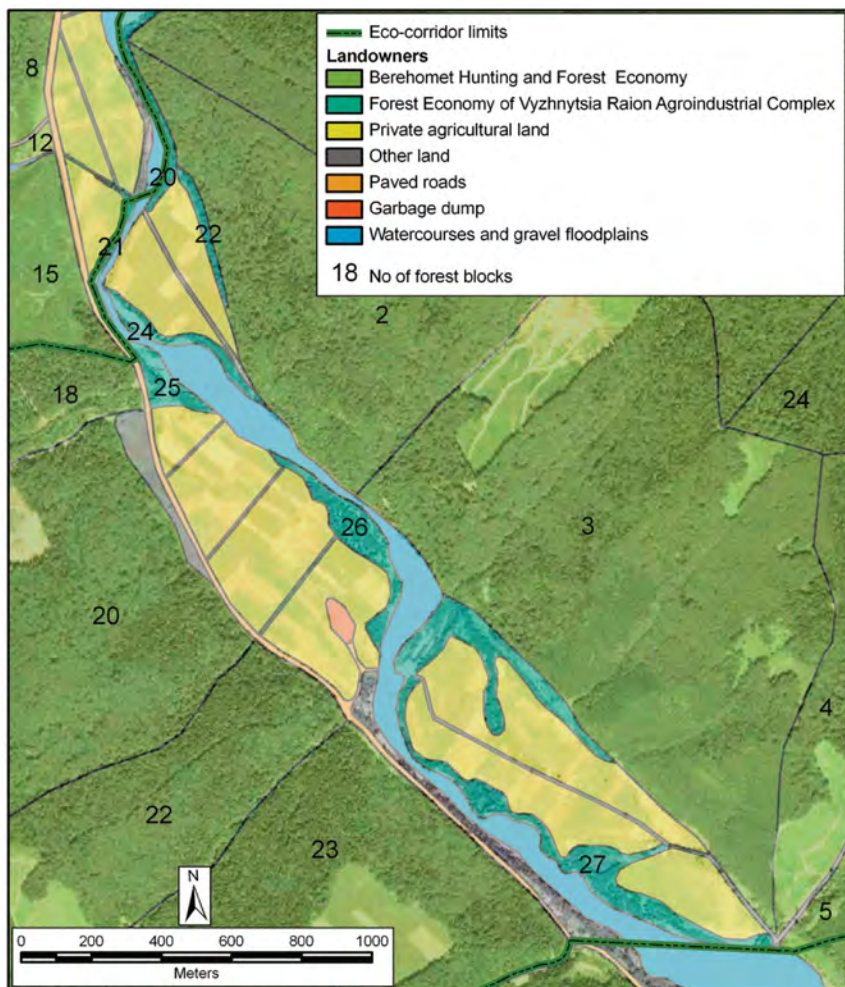 Eco-corridor limits
Landowners
Berehomet Hunting and Forest Economy
Forest Economy of Vyzhnytsia Raion Agroindustrial Complex
Private agricultural land
Other land
Paved roads
Garbage dump
Watercourses and gravel floodplains
18 No of forest blocks
8
12
20
22
21
15
2
24
25
18
24
26
3
20
4
22
23
27
5
N
0 200 400 600 800 1000
Meters